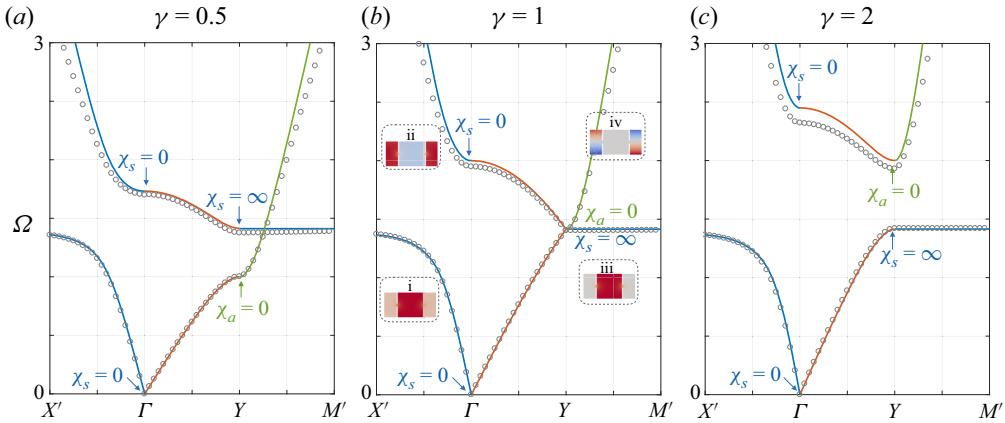 (a) γ = 0.5
(b) γ = 1
(c) γ = 2
3
Ω
0
χs = 0
χs = ∞
χa = 0
χs = 0
X′ Γ Y M′
3
0
ii
χs = 0
iv
χa = 0
χs = ∞
i
iii
χs = 0
X′ Γ Y M′
3
0
χs = 0
χa = 0
χs = ∞
χs = 0
X′ Γ Y M′